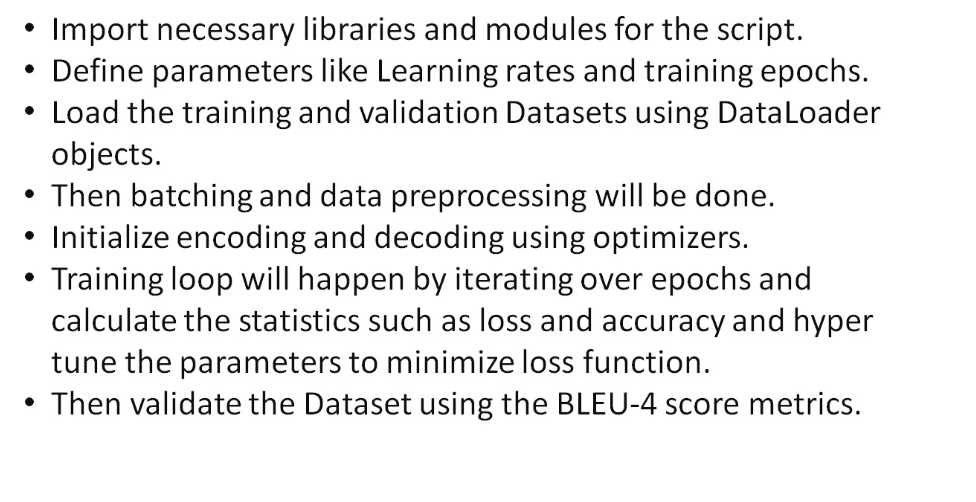 • Import necessary libraries and modules for the script.
• Define parameters like Learning rates and training epochs.
• Load the training and validation Datasets using DataLoader
objects.
• Then batching and data preprocessing will be done.
• Initialize encoding and decoding using optimizers.
• Training loop will happen by iterating over epochs and
calculate the statistics such as loss and accuracy and hyper
tune the parameters to minimize loss function.
• Then validate the Dataset using the BLEU-4 score metrics.